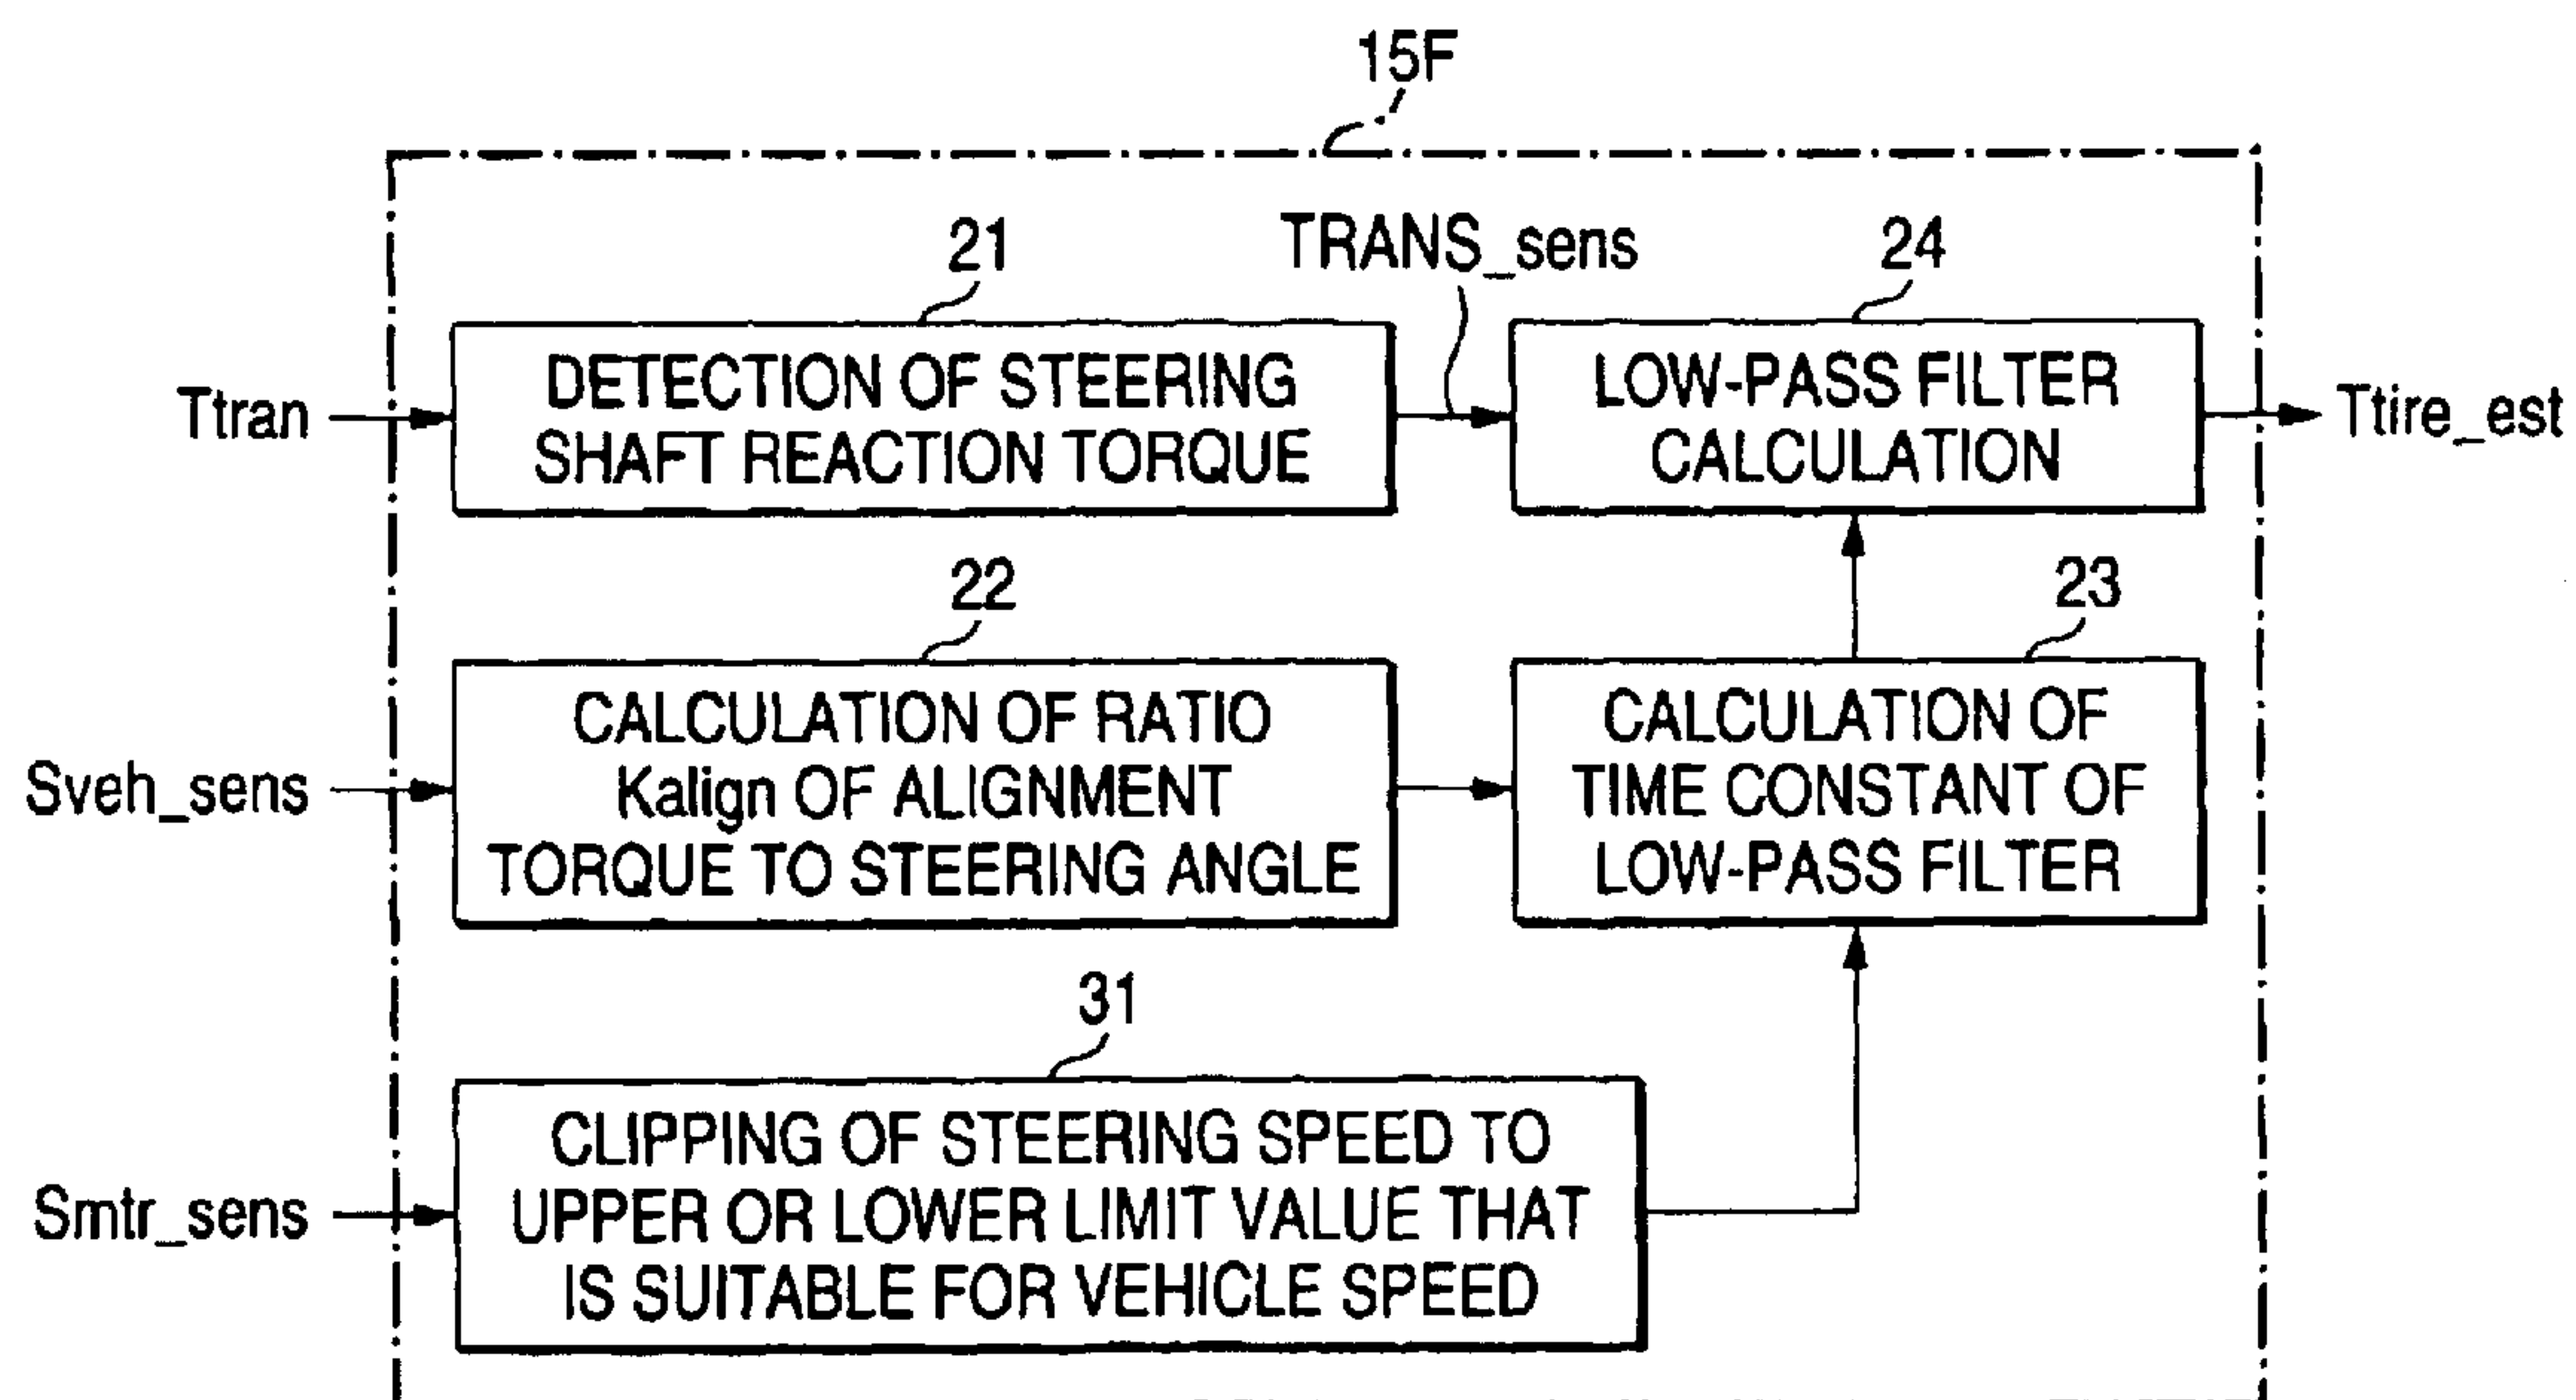 15F
21
TRANS_sens
24
Ttran
DETECTION OF STEERING
SHAFT REACTION TORQUE
LOW-PASS FILTER
CALCULATION
Ttire_est
22
23
Sveh_sens
CALCULATION OF RATIO
Kalign OF ALIGNMENT
TORQUE TO STEERING ANGLE
CALCULATION OF
TIME CONSTANT OF
LOW-PASS FILTER
31
Smtr_sens
CLIPPING OF STEERING SPEED TO
UPPER OR LOWER LIMIT VALUE THAT
IS SUITABLE FOR VEHICLE SPEED